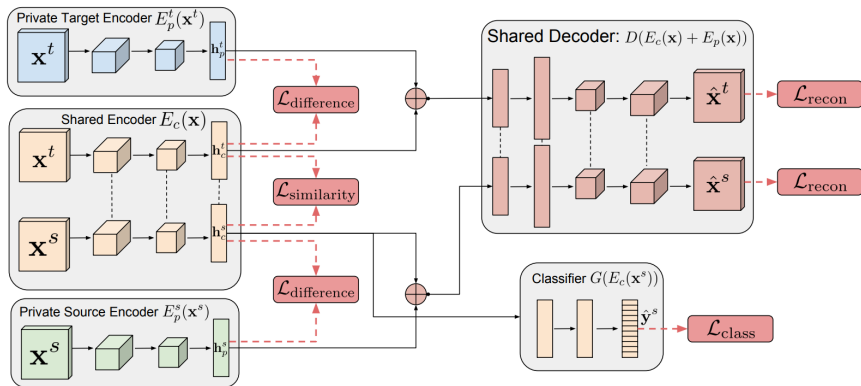 Private Target Encoder E_p^t(x^t)
x^t
h_p^t
L_difference
Shared Encoder E_c(x)
x^t
h_c^t
L_similarity
x^s
h_c^s
L_difference
Private Source Encoder E_p^s(x^s)
x^s
h_p^s
Shared Decoder: D(E_c(x) + E_p(x))
x̂^t
L_recon
x̂^s
L_recon
Classifier G(E_c(x^s))
ŷ^s
L_class